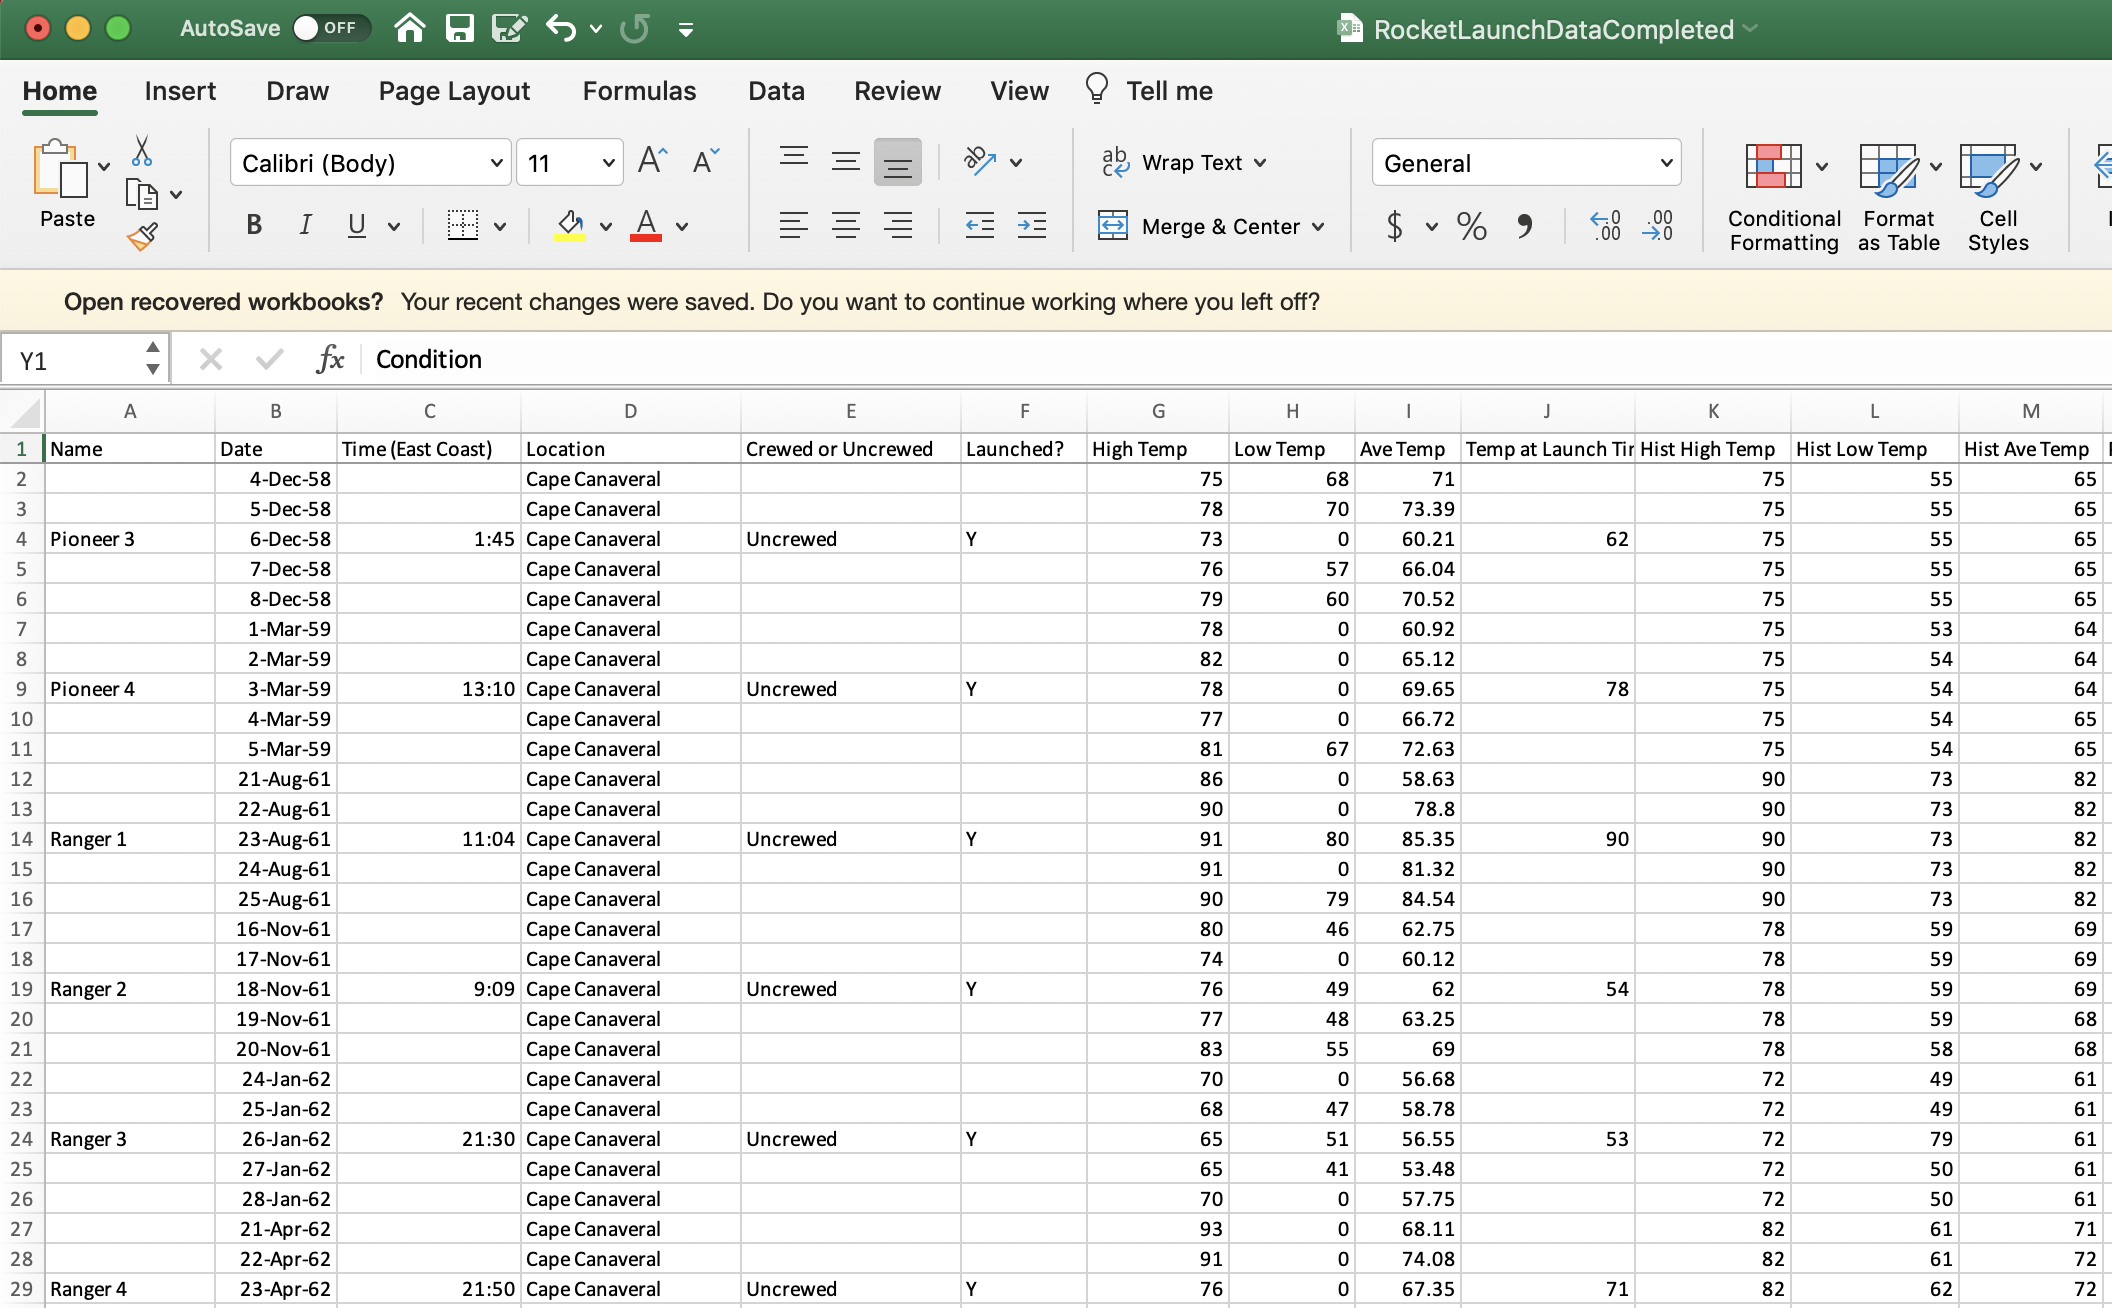 AutoSave OFF RocketLaunchDataCompleted
Home Insert Draw Page Layout Formulas Data Review View Tell me
Paste Calibri (Body) 11 Wrap Text General Conditional Formatting Format as Table Cell Styles
B I U A Merge & Center $ % 
Open recovered workbooks? Your recent changes were saved. Do you want to continue working where you left off?
Y1 fx Condition
A B C D E F G H I J K L M
1 Name Date Time (East Coast) Location Crewed or Uncrewed Launched? High Temp Low Temp Ave Temp Temp at Launch Tir Hist High Temp Hist Low Temp Hist Ave Temp
2 4-Dec-58 Cape Canaveral 75 68 71 75 55 65
3 5-Dec-58 Cape Canaveral 78 70 73.39 75 55 65
4 Pioneer 3 6-Dec-58 1:45 Cape Canaveral Uncrewed Y 73 0 60.21 62 75 55 65
5 7-Dec-58 Cape Canaveral 76 57 66.04 75 55 65
6 8-Dec-58 Cape Canaveral 79 60 70.52 75 55 65
7 1-Mar-59 Cape Canaveral 78 0 60.92 75 53 64
8 2-Mar-59 Cape Canaveral 82 0 65.12 75 54 64
9 Pioneer 4 3-Mar-59 13:10 Cape Canaveral Uncrewed Y 78 0 69.65 78 75 54 64
10 4-Mar-59 Cape Canaveral 77 0 66.72 75 54 65
11 5-Mar-59 Cape Canaveral 81 67 72.63 75 54 65
12 21-Aug-61 Cape Canaveral 86 0 58.63 90 73 82
13 22-Aug-61 Cape Canaveral 90 0 78.8 90 73 82
14 Ranger 1 23-Aug-61 11:04 Cape Canaveral Uncrewed Y 91 80 85.35 90 90 73 82
15 24-Aug-61 Cape Canaveral 91 0 81.32 90 73 82
16 25-Aug-61 Cape Canaveral 90 79 84.54 90 73 82
17 16-Nov-61 Cape Canaveral 80 46 62.75 78 59 69
18 17-Nov-61 Cape Canaveral 74 0 60.12 78 59 69
19 Ranger 2 18-Nov-61 9:09 Cape Canaveral Uncrewed Y 76 49 62 54 78 59 69
20 19-Nov-61 Cape Canaveral 77 48 63.25 78 59 68
21 20-Nov-61 Cape Canaveral 83 55 69 78 58 68
22 24-Jan-62 Cape Canaveral 70 0 56.68 72 49 61
23 25-Jan-62 Cape Canaveral 68 47 58.78 72 49 61
24 Ranger 3 26-Jan-62 21:30 Cape Canaveral Uncrewed Y 65 51 56.55 53 72 79 61
25 27-Jan-62 Cape Canaveral 65 41 53.48 72 50 61
26 28-Jan-62 Cape Canaveral 70 0 57.75 72 50 61
27 21-Apr-62 Cape Canaveral 93 0 68.11 82 61 71
28 22-Apr-62 Cape Canaveral 91 0 74.08 82 61 72
29 Ranger 4 23-Apr-62 21:50 Cape Canaveral Uncrewed Y 76 0 67.35 71 82 62 72